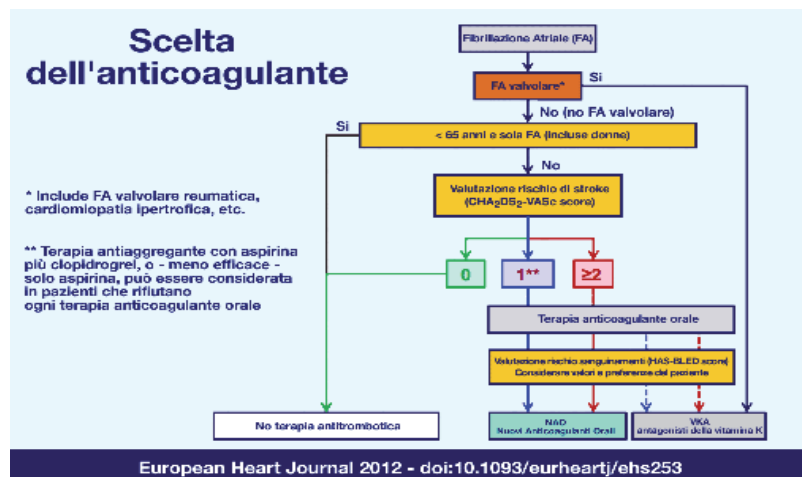 Scelta
dell'anticoagulante
Fibrillazione Atriale (FA)
FA valvolare*
Si
No (no FA valvolare)
Si
< 65 anni e sola FA (incluse donne)
No
Valutazione rischio di stroke
(CHA2DS2-VASc score)
* Include FA valvolare reumatica,
cardiomiopatia ipertrofica, etc.
** Terapia antiaggregante con aspirina
più clopidrogrel, o - meno efficace -
solo aspirina, può essere considerata
in pazienti che rifiutano
ogni terapia anticoagulante orale
0
1**
≥2
Terapia anticoagulante orale
Valutazione rischio sanguinamenti (HAS-BLED score)
Considerare valori e preferenze del paziente
No terapia antitrombotica
NAO
Nuovi Anticoagulanti Orali
VKA
antagonisti della vitamina K
European Heart Journal 2012 - doi:10.1093/eurheartj/ehs253